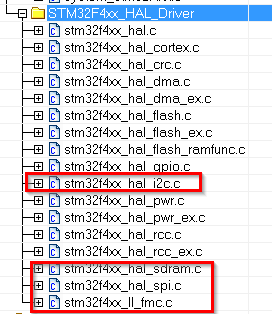 STM32F4xx_HAL_Driver
stm32f4xx_hal.c
stm32f4xx_hal_cortex.c
stm32f4xx_hal_crc.c
stm32f4xx_hal_dma.c
stm32f4xx_hal_dma_ex.c
stm32f4xx_hal_flash.c
stm32f4xx_hal_flash_ex.c
stm32f4xx_hal_flash_ramfunc.c
stm32f4xx_hal_gpio.c
stm32f4xx_hal_i2c.c
stm32f4xx_hal_pwr.c
stm32f4xx_hal_pwr_ex.c
stm32f4xx_hal_rcc.c
stm32f4xx_hal_rcc_ex.c
stm32f4xx_hal_sdram.c
stm32f4xx_hal_spi.c
stm32f4xx_ll_fmc.c